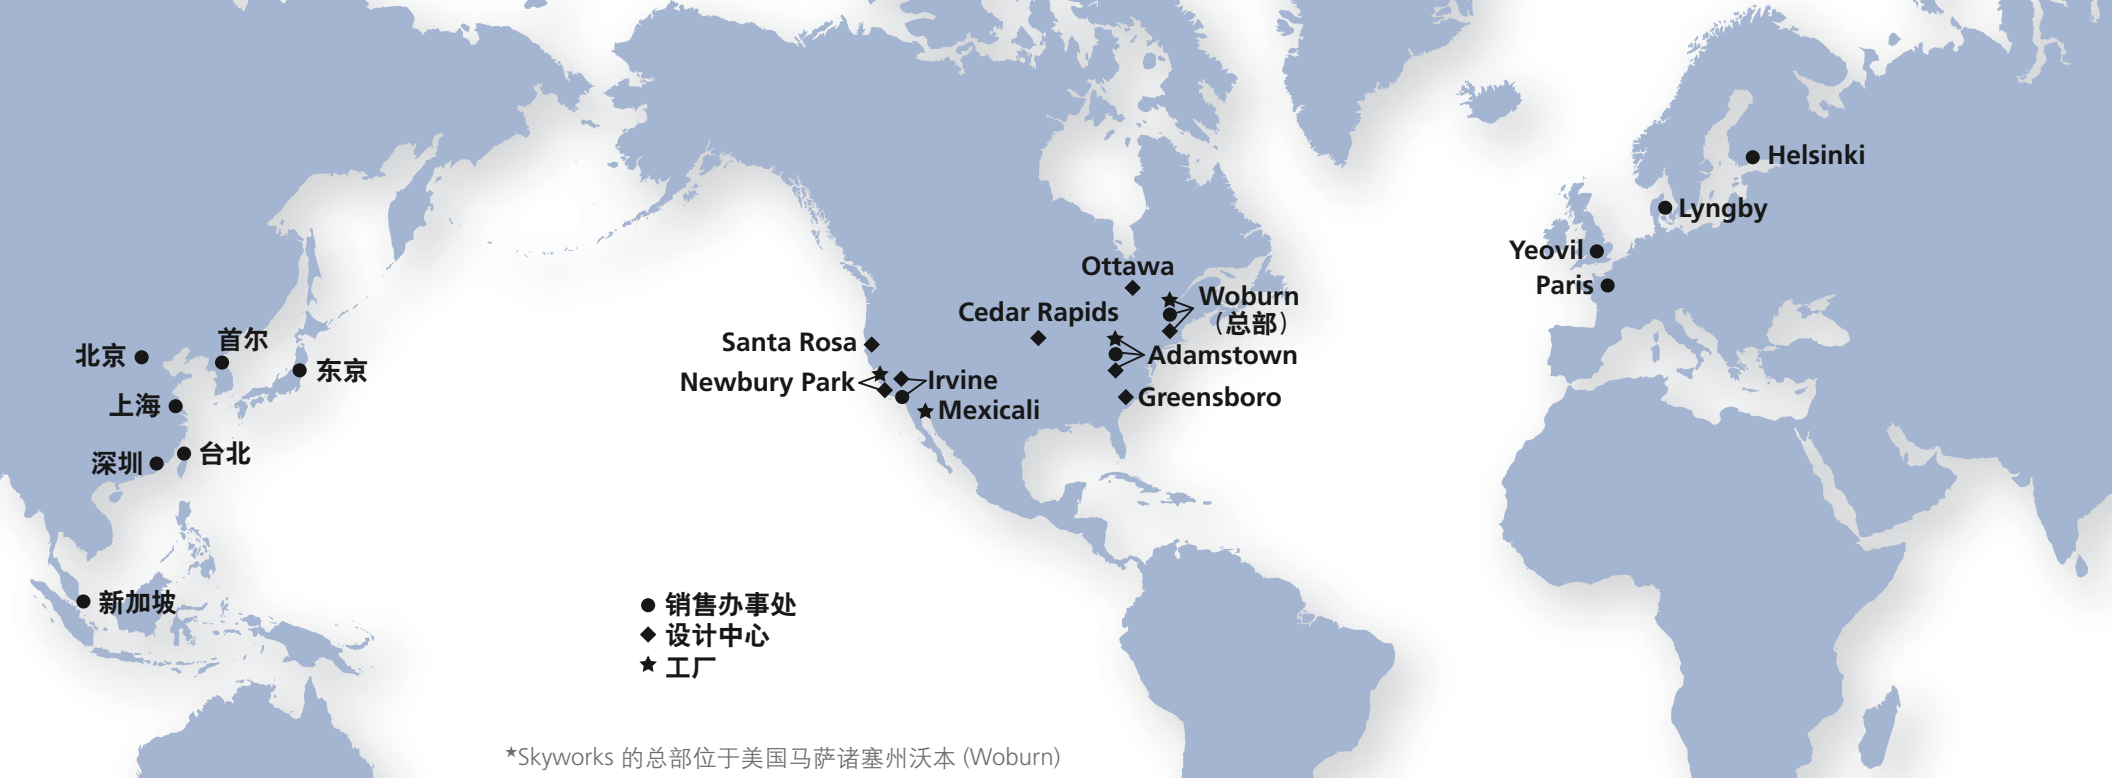 Helsinki
Lyngby
Yeovil
Paris
Ottawa
Woburn
（总部）
Cedar Rapids
Adamstown
Greensboro
Santa Rosa
Newbury Park
Irvine
Mexicali
北京
首尔
东京
上海
深圳
台北
新加坡
● 销售办事处
◆ 设计中心
★ 工厂
★Skyworks 的总部位于美国马萨诸塞州沃本 (Woburn)